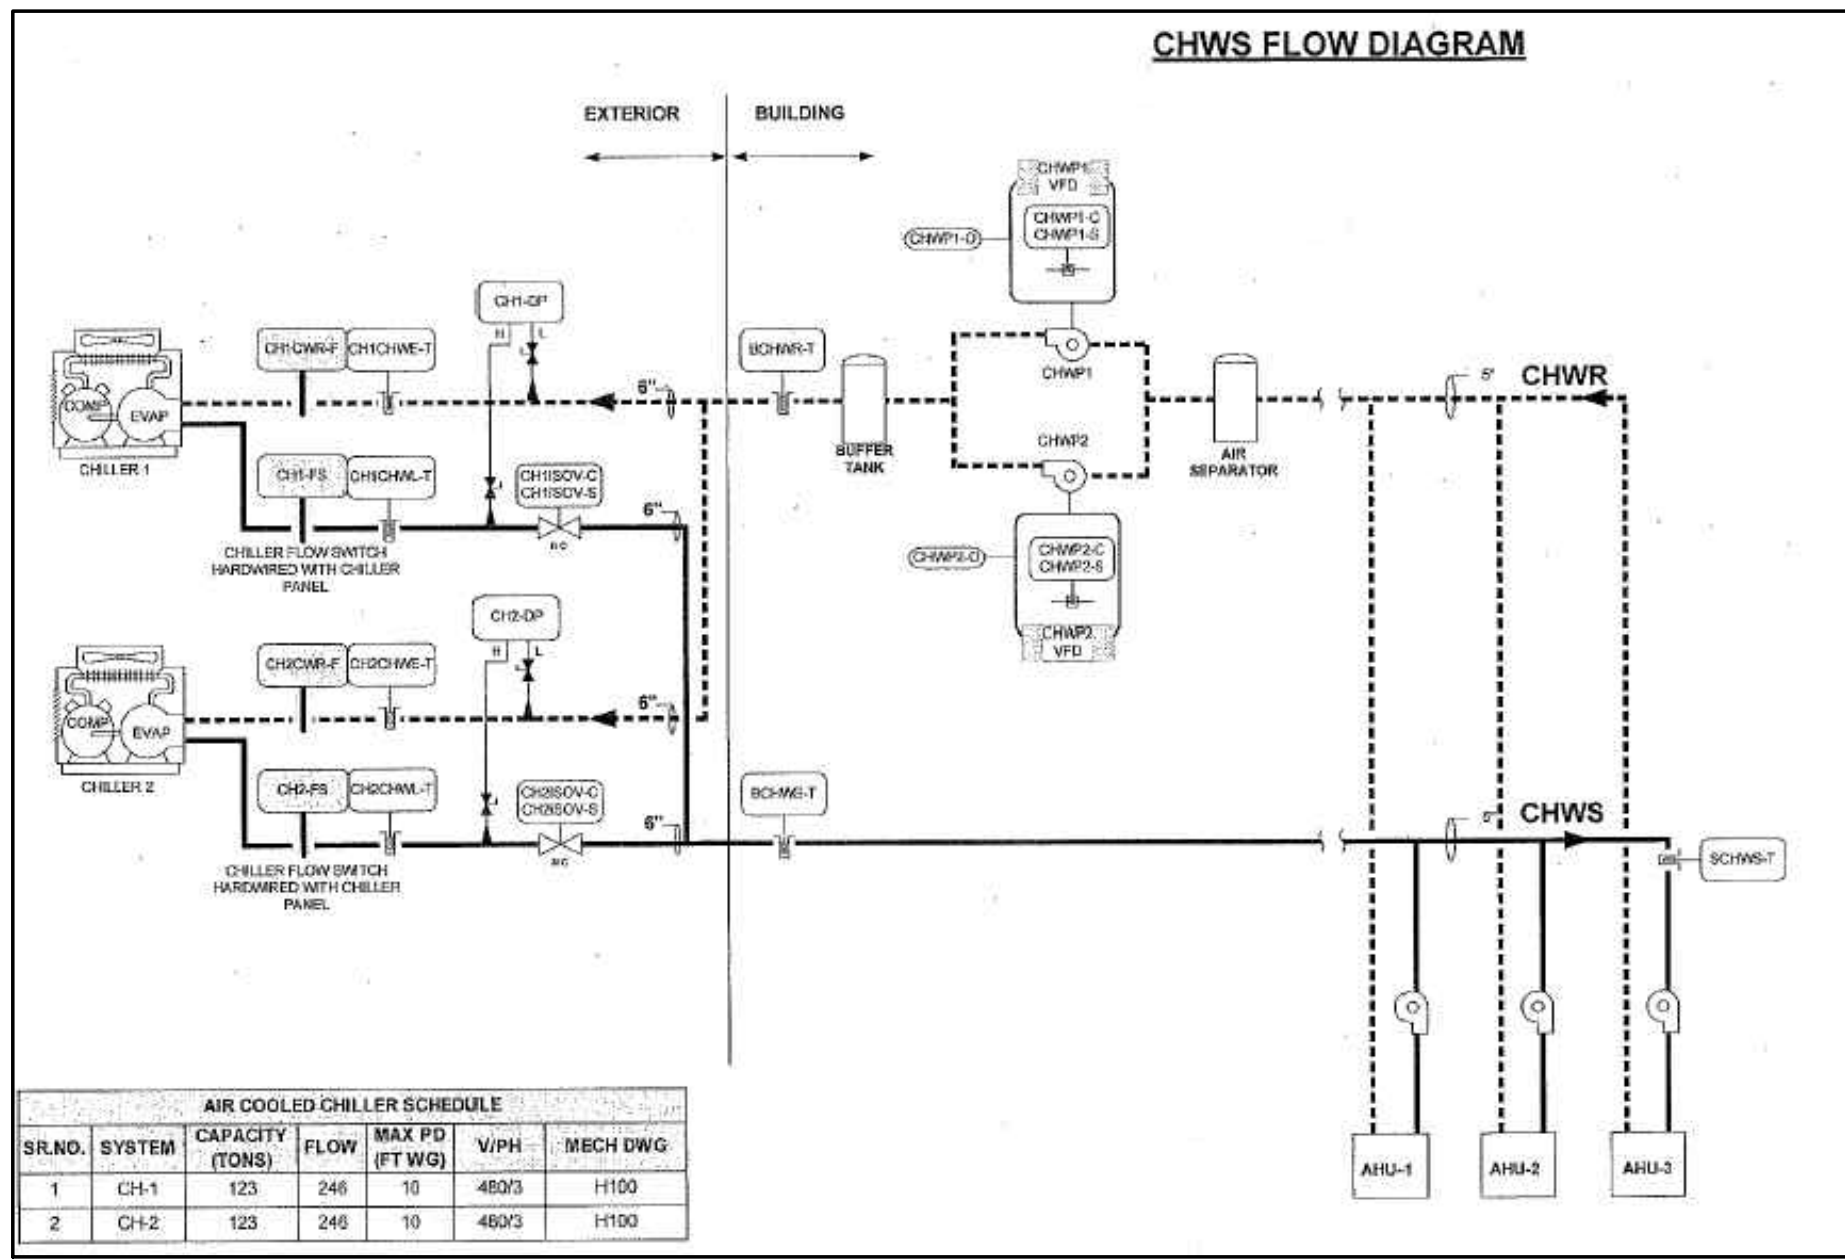 CHWS FLOW DIAGRAM
EXTERIOR
BUILDING
CHWP1
VFD
CHWP1-C
CHWP1-S
CHWP1-O
CHWP1
CHWP2
CHWP2-O
CHWP2-C
CHWP2-S
CHWP2
VFD
CH1-DP
H
L
CH1CWR-F
CH1CHWE-T
BCHWR-T
6"
COMP
EVAP
CHILLER 1
BUFFER
TANK
AIR
SEPARATOR
5"
CHWR
CH1-FS
CH1CHWL-T
CH1ISOV-C
CH1ISOV-S
6"
CHILLER FLOW SWITCH
HARDWIRED WITH CHILLER
PANEL
CH2-DP
H
L
CH2CWR-F
CH2CHWE-T
6"
COMP
EVAP
CHILLER 2
CH2-FS
CH2CHWL-T
CH2ISOV-C
CH2ISOV-S
6"
BCHWS-T
CHILLER FLOW SWITCH
HARDWIRED WITH CHILLER
PANEL
CHWS
SCHWS-T
AHU-1
AHU-2
AHU-3
AIR COOLED CHILLER SCHEDULE
SR.NO. SYSTEM CAPACITY (TONS) FLOW MAX PD (FT WG) V/PH MECH DWG
1 CH-1 123 246 10 480/3 H100
2 CH-2 123 246 10 480/3 H100